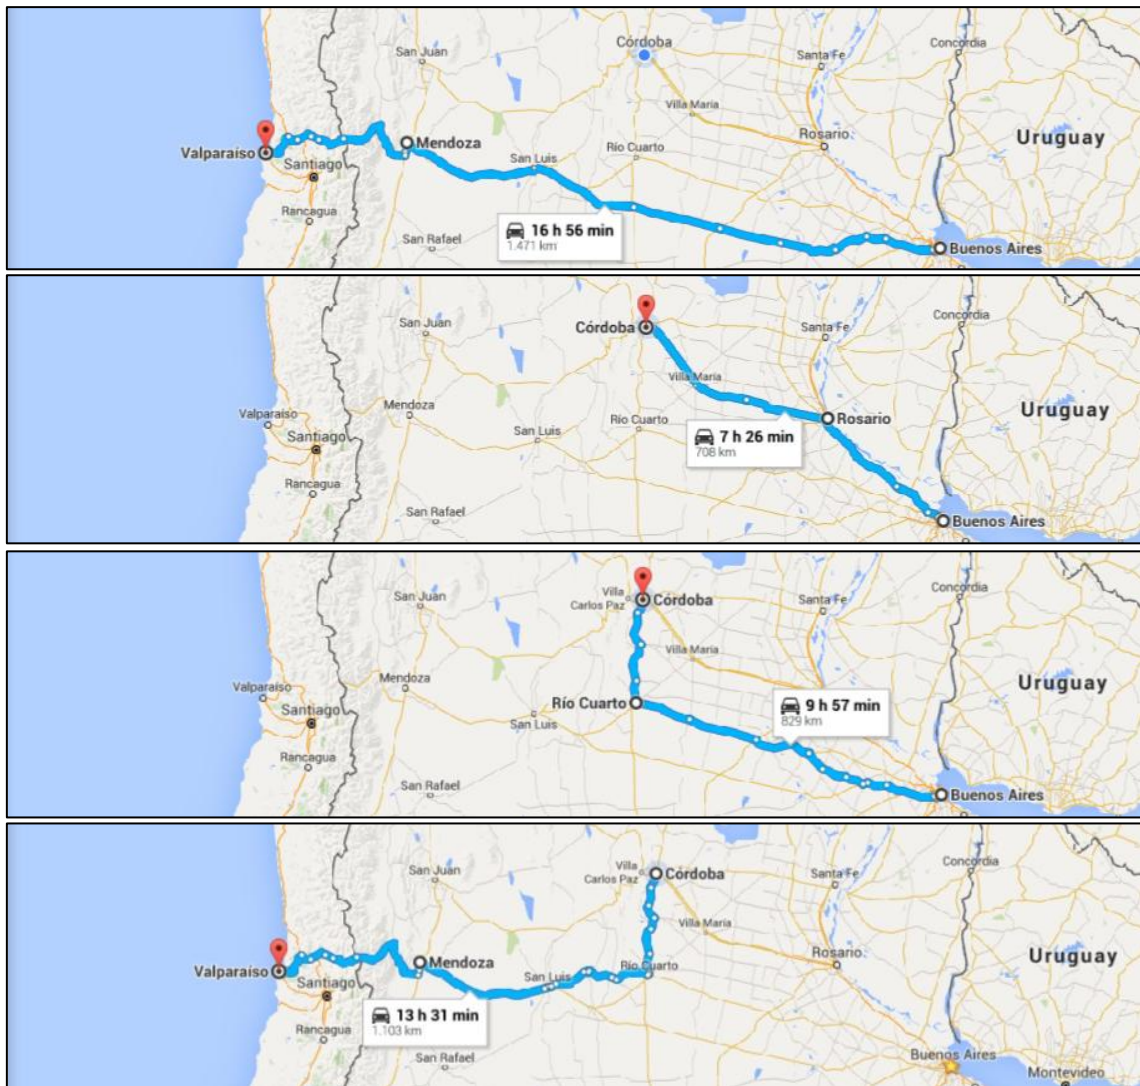 San Juan
Córdoba
Santa Fe
Concordia
Villa Maria
Valparaíso
Mendoza
San Luis
Río Cuarto
Rosario
Uruguay
Santiago
Rancagua
San Rafael
16 h 56 min
1.471 km
Buenos Aires
San Juan
Córdoba
Santa Fe
Concordia
Villa Maria
Valparaíso
Mendoza
San Luis
Río Cuarto
Rosario
Uruguay
Santiago
7 h 26 min
708 km
Rancagua
San Rafael
Buenos Aires
San Juan
Villa
Carlos Paz
Córdoba
Santa Fe
Concordia
Villa Maria
Valparaíso
Mendoza
Uruguay
Santiago
San Luis
Río Cuarto
9 h 57 min
829 km
Rancagua
San Rafael
Buenos Aires
San Juan
Villa
Carlos Paz
Córdoba
Santa Fe
Concordia
Villa Maria
Valparaíso
Mendoza
San Luis
Río Cuarto
Rosario
Uruguay
Santiago
13 h 31 min
1.103 km
Rancagua
San Rafael
Buenos Aires
Montevideo